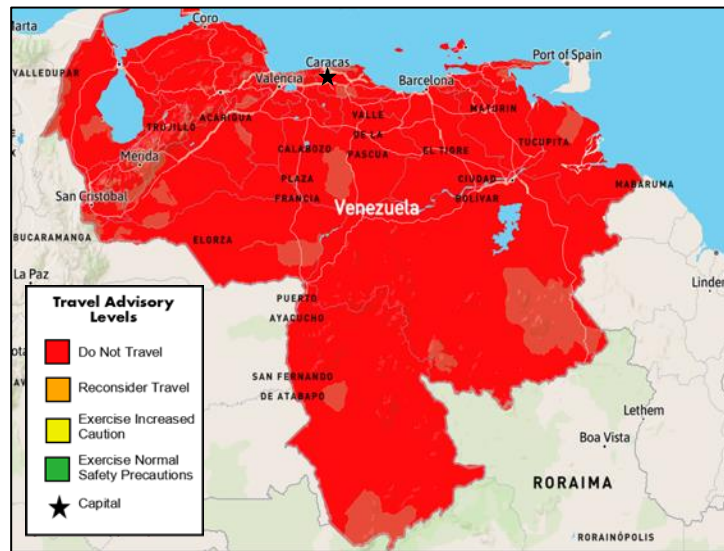 Marta
Coro
VALLEDUPAR
Caracas
Port of Spain
Valencia
Barcelona
ACARIGUA
TRUJILLO
VALLE
DE LA
PASCUA
MATURIN
TUCUPITA
CALABOZO
EL TIGRE
Mérida
San Cristobal
PLAZA
FRANCIA
CIUDAD
BOLIVAR
MABARUMA
Venezuela
BUCARAMANGA
ELORZA
La Paz
Linden
PUERTO
AYACUCHO
SAN FERNANDO
DE ATABAPO
Lethem
Boa Vista
RORAIMA
RORAINÓPOLIS
Travel Advisory
Levels
Do Not Travel
Reconsider Travel
Exercise Increased
Caution
Exercise Normal
Safety Precautions
Capital